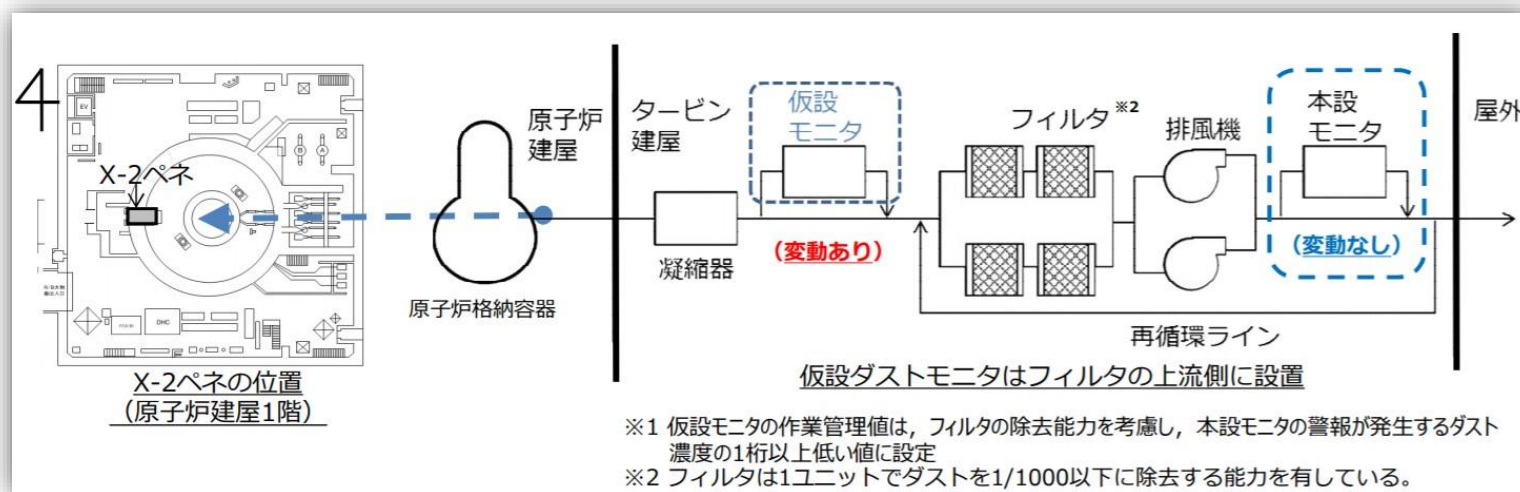 4
EV
X-2ペネ
DHC
X-2ペネの位置
(原子炉建屋1階)
原子炉格納容器
原子炉
建屋
タービン
建屋
凝縮器
仮設
モニタ
(変動あり)
フィルタ※2
排風機
本設
モニタ
(変動なし)
屋外
再循環ライン
仮設ダストモニタはフィルタの上流側に設置
※1 仮設モニタの作業管理値は,フィルタの除去能力を考慮し,本設モニタの警報が発生するダスト
濃度の1桁以上低い値に設定
※2 フィルタは1ユニットでダストを1/1000以下に除去する能力を有している。